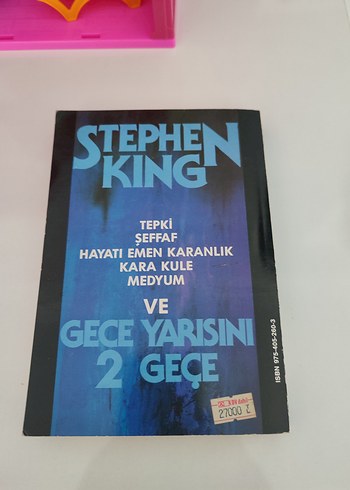 STEPHEN
KING
TEPKİ
ŞEFFAF
HAYATI EMEN KARANLIK
KARA KULE
MEDYUM
VE
GECE YARISINI
2 GEÇE
ISBN 975-405-260-3
27000